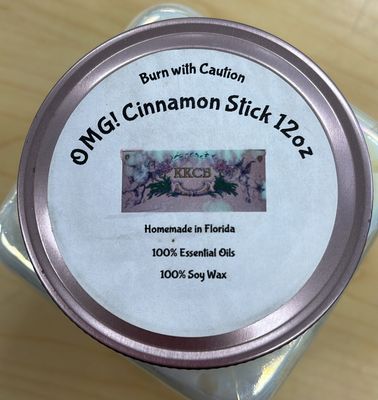 Burn with Caution
OMG! Cinnamon Stick 12oz
KKCB
Homemade in Florida
100% Essential Oils
100% Soy Wax